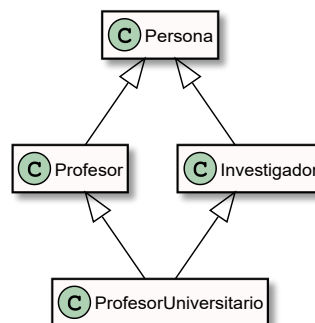 C Persona
C Profesor
C Investigador
C ProfesorUniversitario